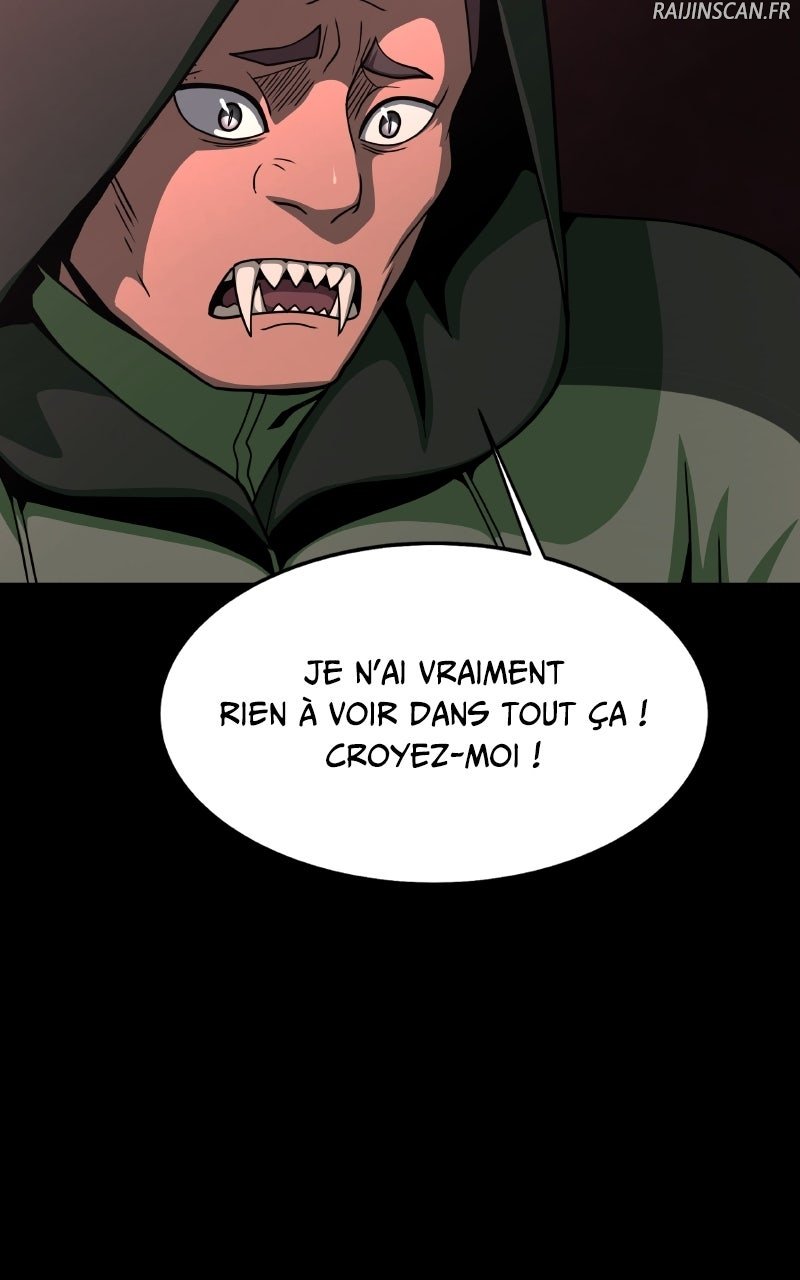 RAIJINSCAN.FR
JE N'AI VRAIMENT
RIEN À VOIR DANS TOUT ÇA !
CROYEZ-MOI !